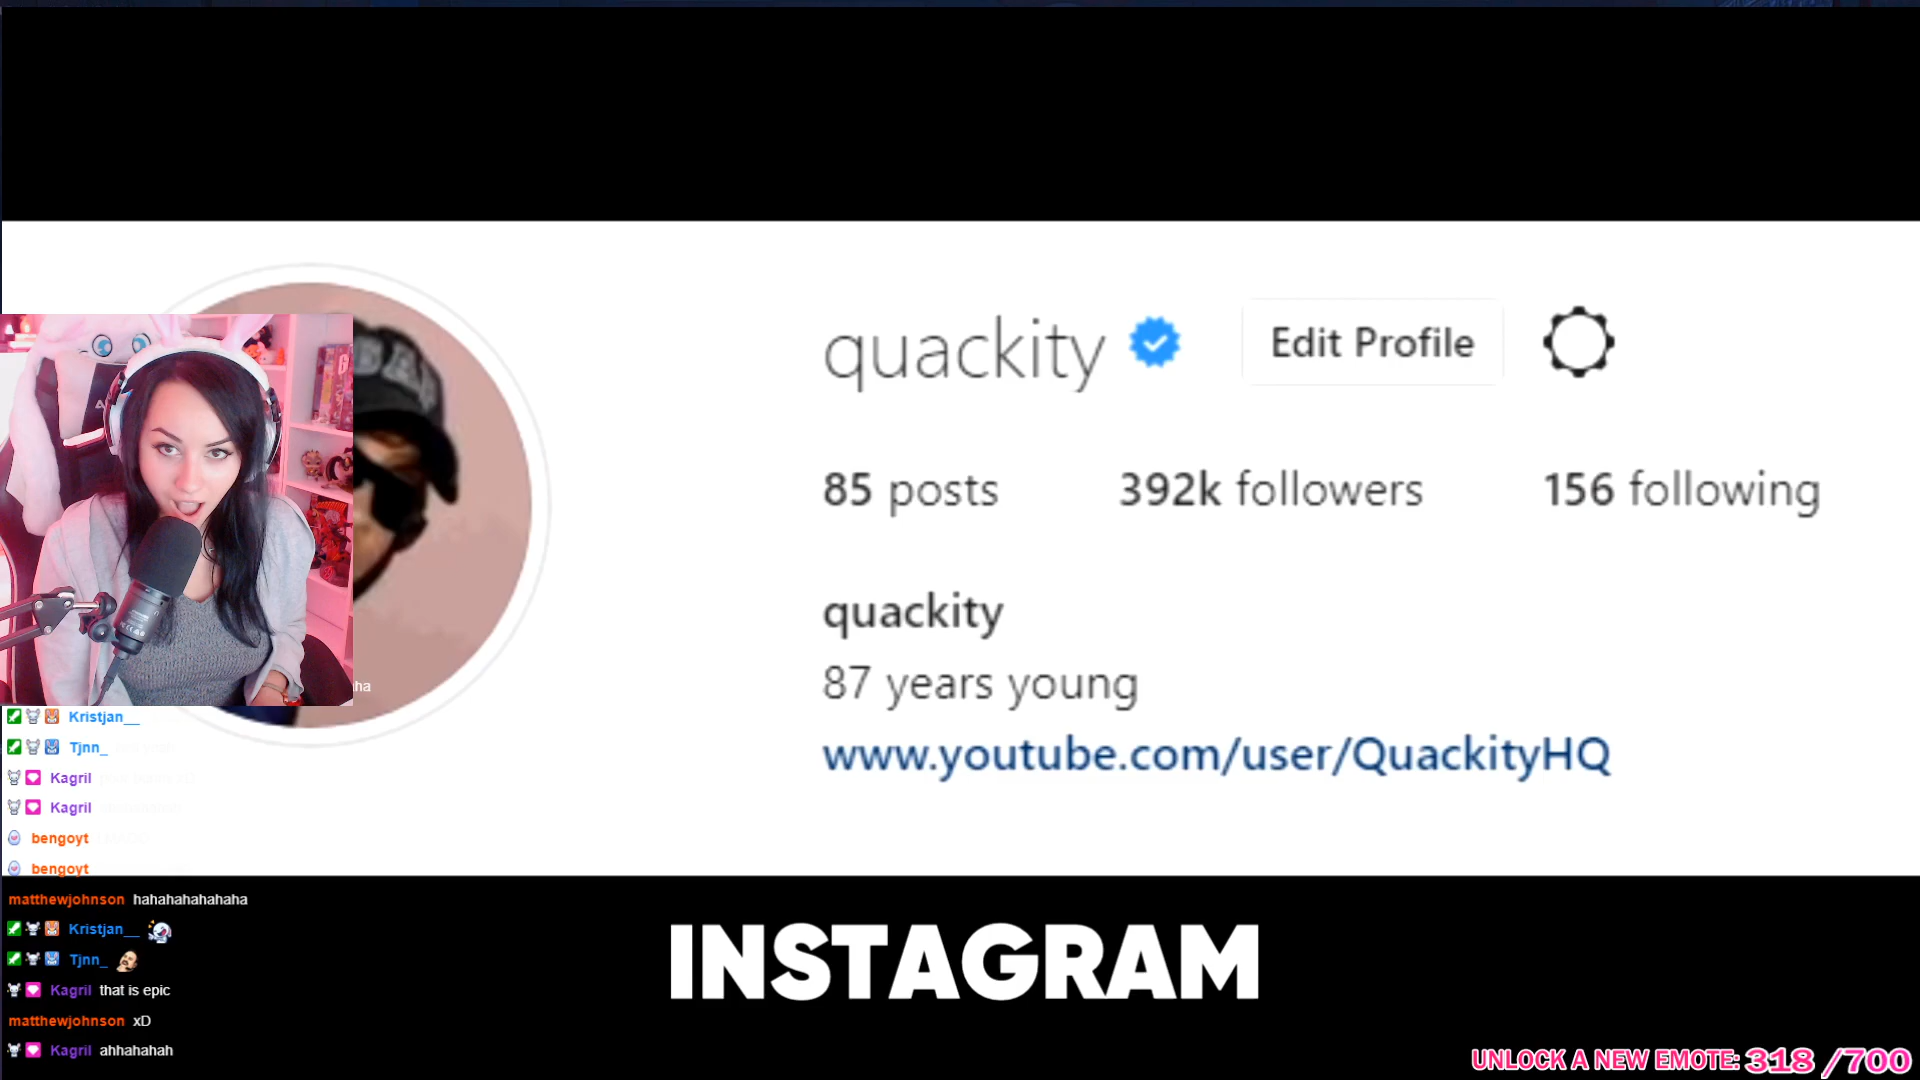 quackity
Edit Profile
85 posts 392k followers 156 following
quackity
87 years young
www.youtube.com/user/QuackityHQ
ha
Kristjan__
Tjnn_
Kagril
Kagril
bengoyt
bengoyt
matthewjohnson hahahahahahaha
Kristjan__
Tjnn_
Kagril that is epic
matthewjohnson xD
Kagril ahhahahah
INSTAGRAM
UNLOCK A NEW EMOTE: 318 /700